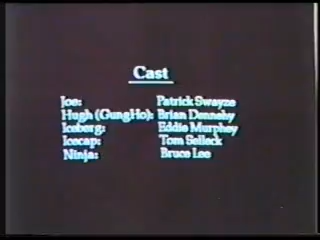 Cast
Joe: Patrick Swayze
Hugh (GungHo): Brian Dennehy
Iceberg: Eddie Murphey
Icecap: Tom Selleck
Ninja: Bruce Lee